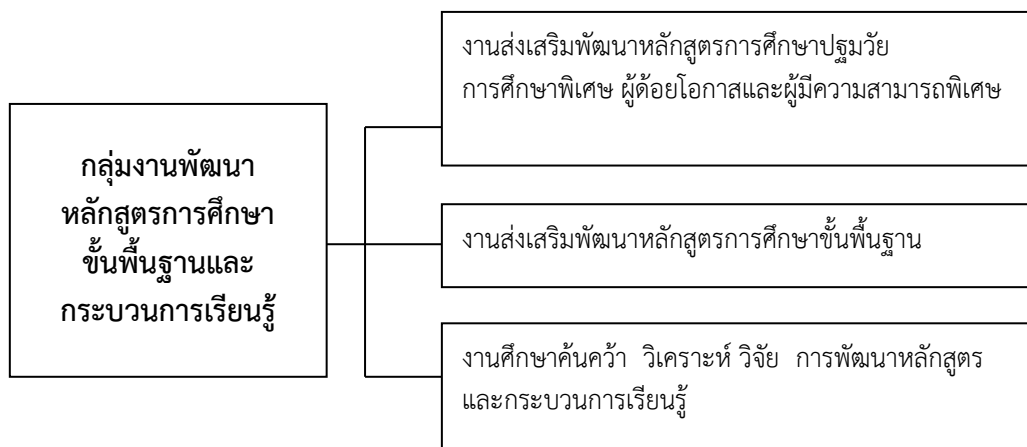 งานส่งเสริมพัฒนาหลักสูตรการศึกษาปฐมวัย
การศึกษาพิเศษ ผู้ด้อยโอกาสและผู้มีความสามารถพิเศษ
กลุ่มงานพัฒนา
หลักสูตรการศึกษา
ขั้นพื้นฐานและ
กระบวนการเรียนรู้
งานส่งเสริมพัฒนาหลักสูตรการศึกษาขั้นพื้นฐาน
งานศึกษาค้นคว้า วิเคราะห์ วิจัย การพัฒนาหลักสูตร
และกระบวนการเรียนรู้